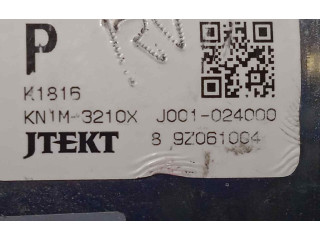 P
K1816
KN1M-3210X J001-024000
JTEKT 8 9Z061004